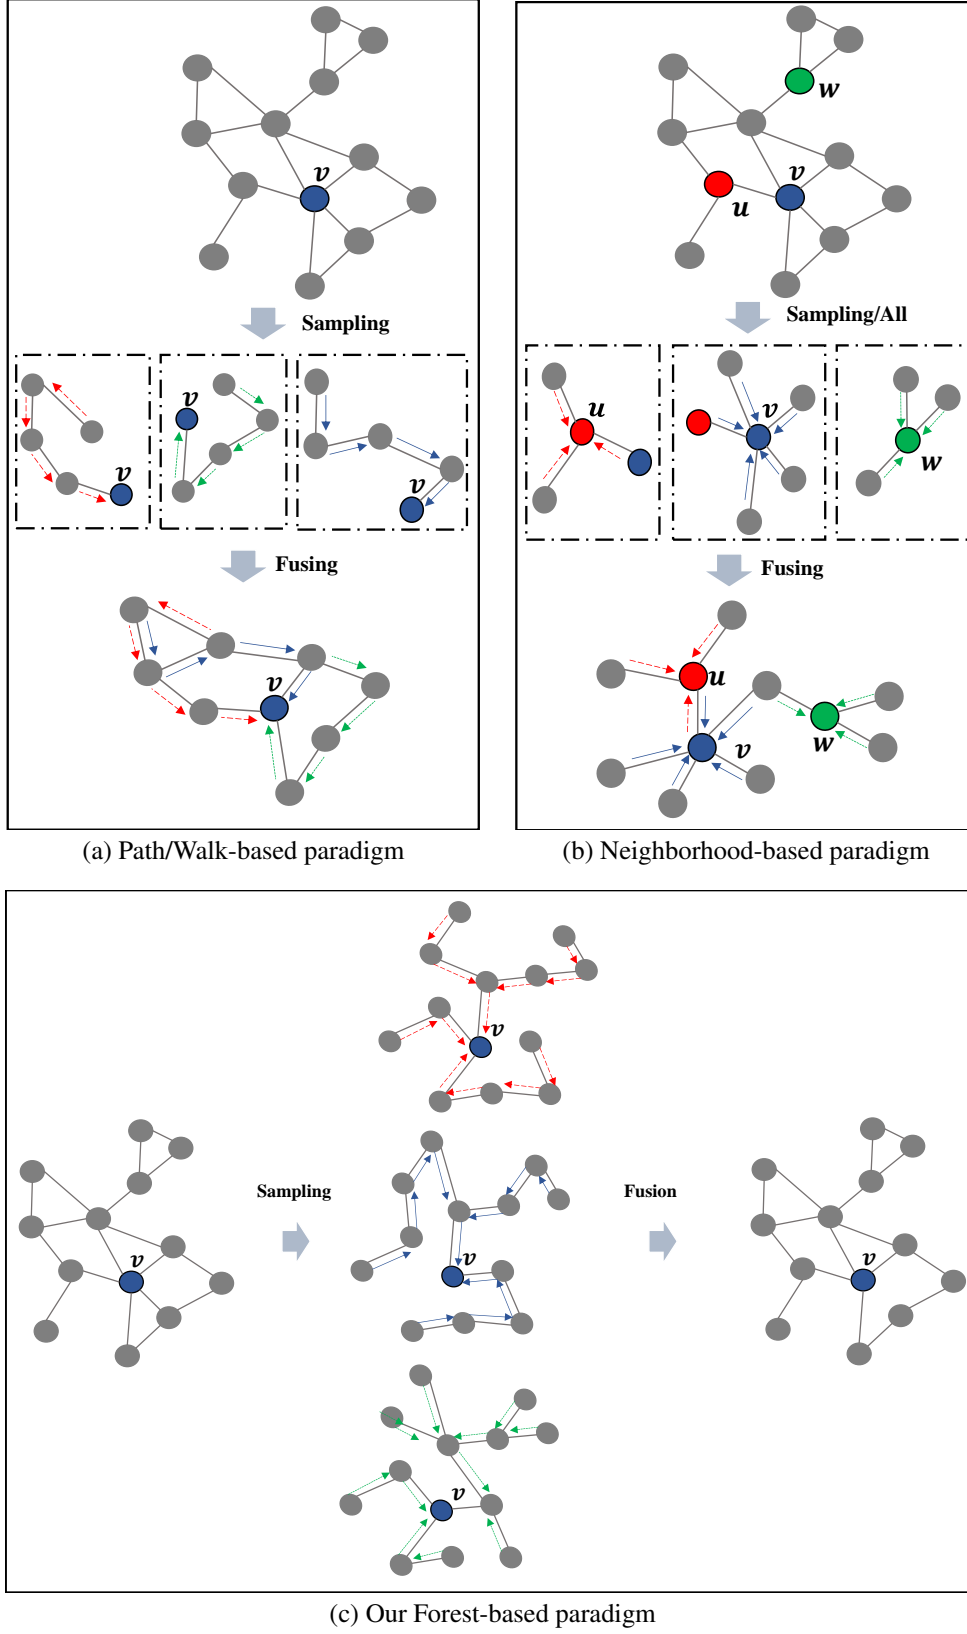 v
Sampling
v
v
v
Fusing
v
(a) Path/Walk-based paradigm
w
v
u
Sampling/All
u
v
w
Fusing
u
v
w
(b) Neighborhood-based paradigm
v
v
Sampling
v
Fusion
v
v
(c) Our Forest-based paradigm